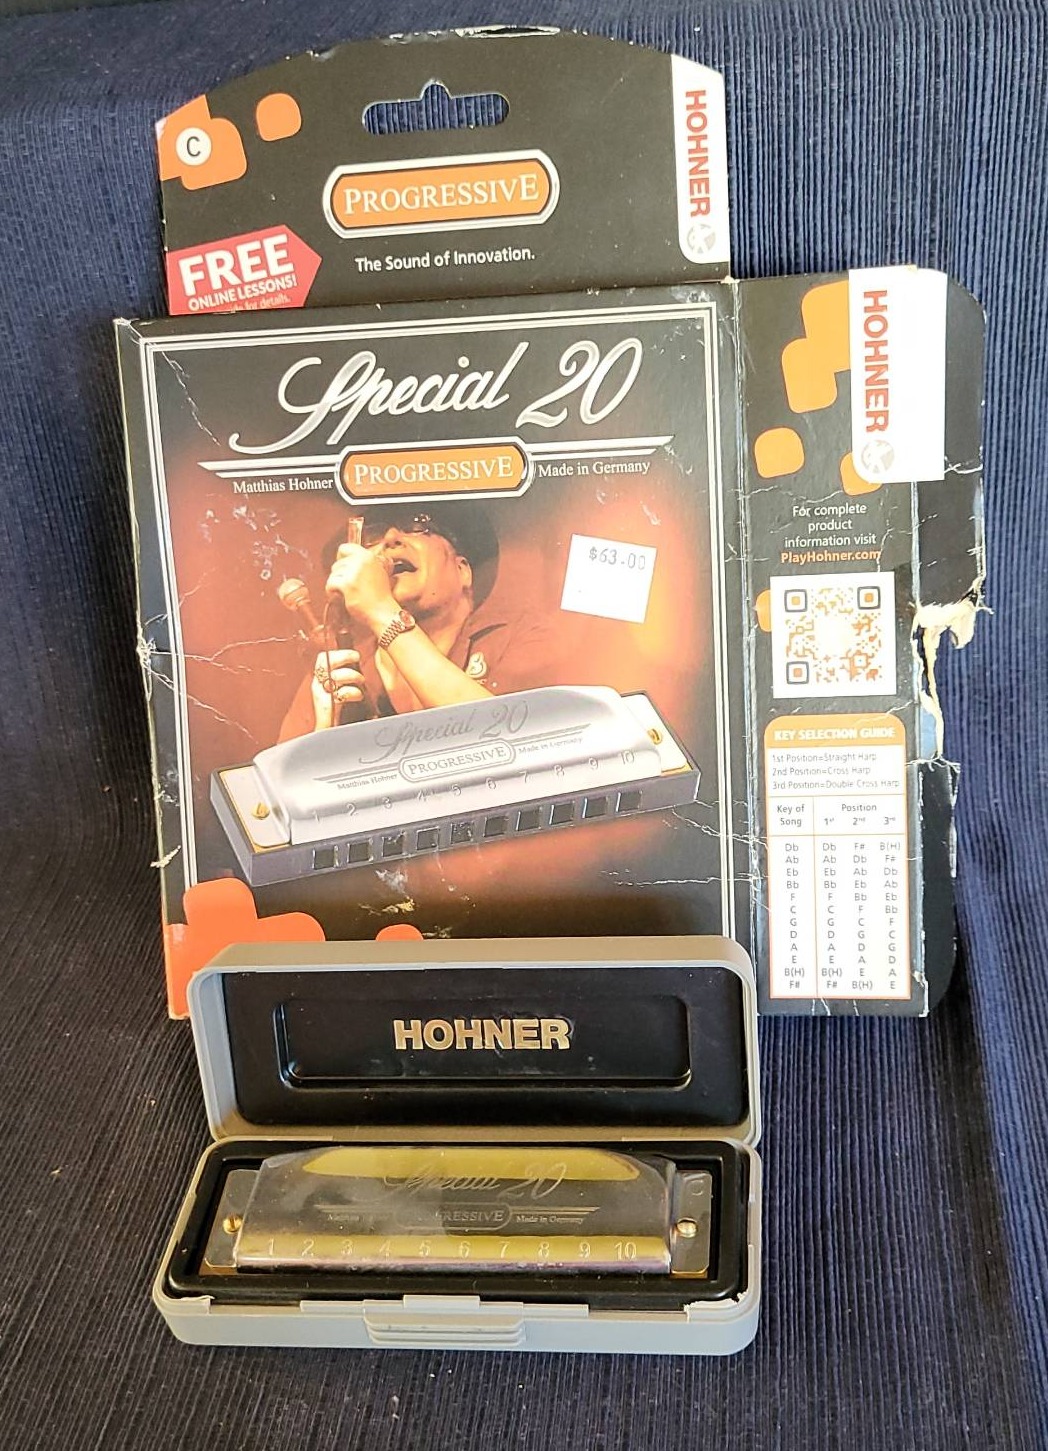 C
PROGRESSIVE
The Sound of Innovation.
HOHNER
FREE
ONLINE LESSONS!
for details.
Special 20
Matthias Hohner PROGRESSIVE Made in Germany
$63.00
Special 20
Matthias Hohner PROGRESSIVE Made in Germany
1 2 3 4 5 6 7 8 9 10
HOHNER
For complete
product
information visit
PlayHohner.com
KEY SELECTION GUIDE
1st Position=Straight Harp
2nd Position=Cross Harp
3rd Position=Double Cross Harp
Key of Song Position
1st 2nd 3rd
Db Db F# B(H)
Ab Ab Db F#
Eb Eb Ab Db
Bb Bb Eb Ab
F F Bb Eb
C C F Bb
G G C F
D D G C
A A D G
E E A D
B(H) B(H) E A
F# F# B(H) E
HOHNER
Special 20
PROGRESSIVE Made in Germany
C
1 2 3 4 5 6 7 8 9 10